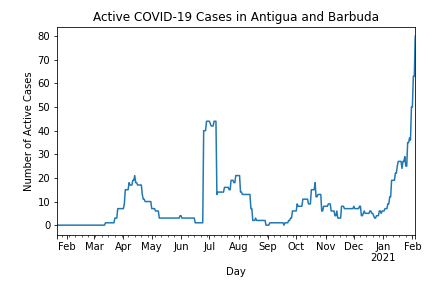 Active COVID-19 Cases in Antigua and Barbuda
80
70
60
50
40
30
20
10
0
Number of Active Cases
Feb Mar Apr May Jun Jul Aug Sep Oct Nov Dec Jan Feb
2021
Day